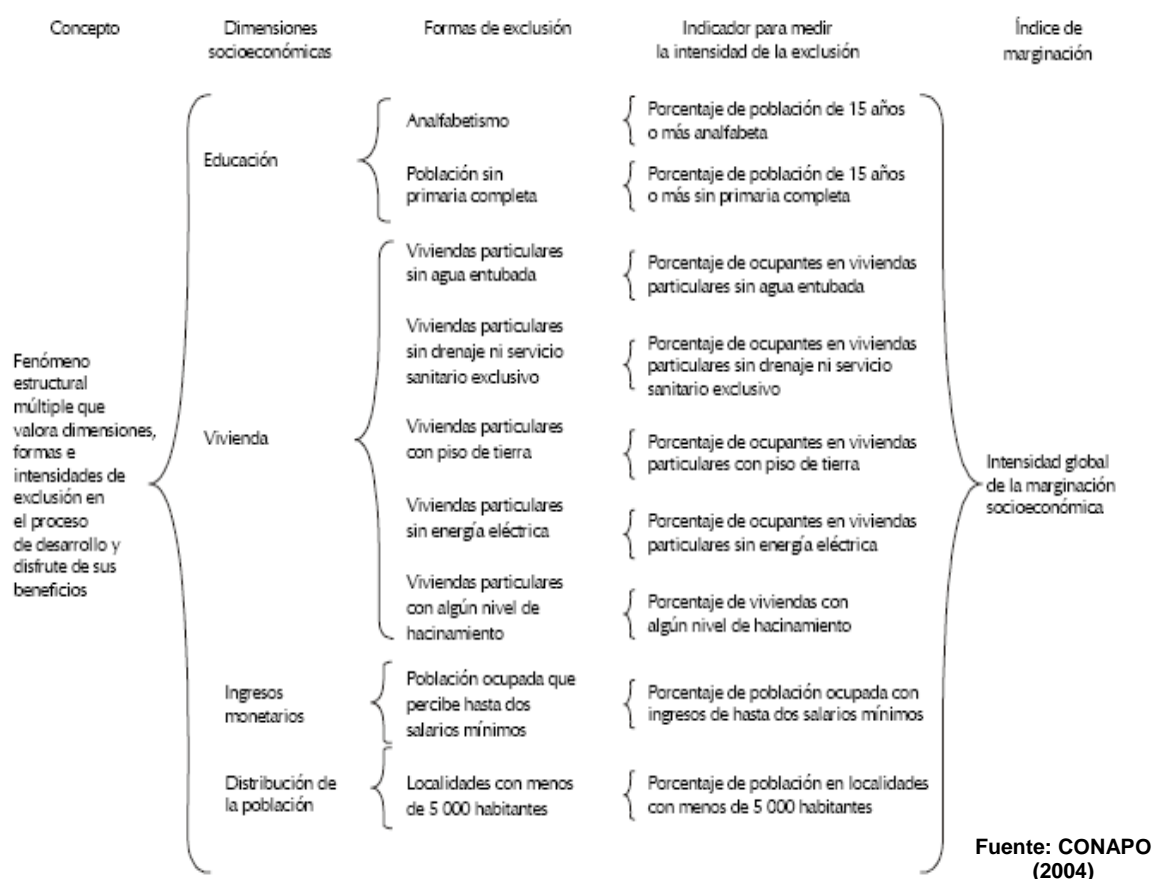 Concepto
Dimensiones
socioeconómicas
Formas de exclusión
Indicador para medir
la intensidad de la exclusión
Índice de
marginación
Fenómeno
estructural
múltiple que
valora dimensiones,
formas e
intensidades de
exclusión en
el proceso
de desarrollo y
disfrute de sus
beneficios
Educación
Analfabetismo
Porcentaje de población de 15 años
o más analfabeta
Población sin
primaria completa
Porcentaje de población de 15 años
o más sin primaria completa
Vivienda
Viviendas particulares
sin agua entubada
Porcentaje de ocupantes en viviendas
particulares sin agua entubada
Viviendas particulares
sin drenaje ni servicio
sanitario exclusivo
Porcentaje de ocupantes en viviendas
particulares sin drenaje ni servicio
sanitario exclusivo
Viviendas particulares
con piso de tierra
Porcentaje de ocupantes en viviendas
particulares con piso de tierra
Viviendas particulares
sin energía eléctrica
Porcentaje de ocupantes en viviendas
particulares sin energía eléctrica
Viviendas particulares
con algún nivel de
hacinamiento
Porcentaje de viviendas con
algún nivel de hacinamiento
Ingresos
monetarios
Población ocupada que
percibe hasta dos
salarios mínimos
Porcentaje de población ocupada con
ingresos de hasta dos salarios mínimos
Distribución de
la población
Localidades con menos
de 5 000 habitantes
Porcentaje de población en localidades
con menos de 5 000 habitantes
Intensidad global
de la marginación
socioeconómica
Fuente: CONAPO
(2004)